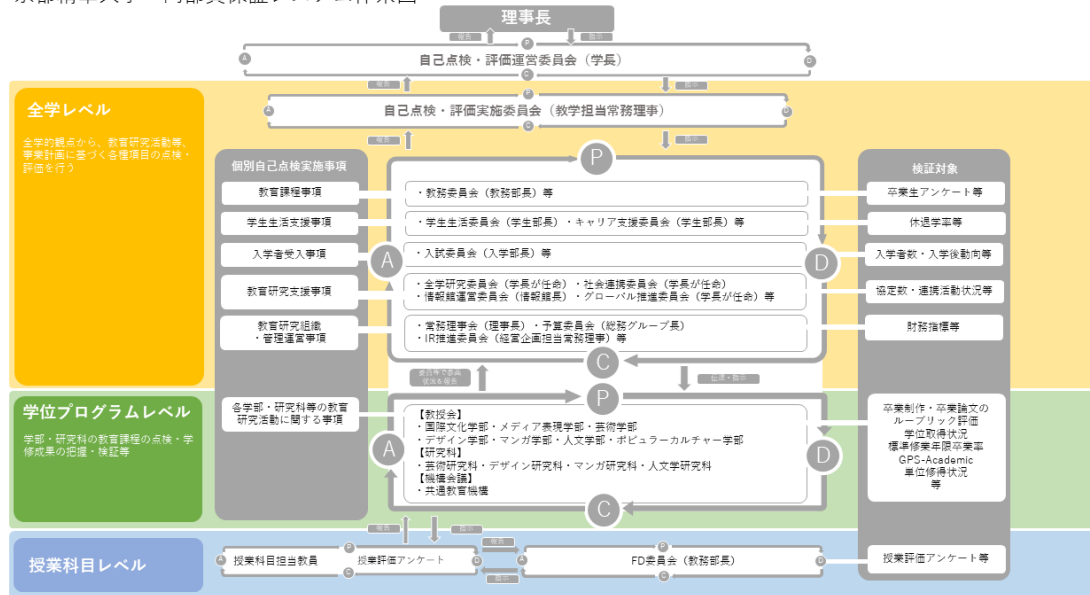 理事長
報告
指示
P
A
自己点検・評価運営委員会（学長）
D
C
報告
指示
全学レベル
全学的観点から、教育研究活動等、
事業計画に基づく各種項目の点検・
評価を行う
P
A
自己点検・評価実施委員会（教学担当常務理事）
D
C
報告
指示
個別自己点検実施事項
P
検証対象
教育課程事項
・教務委員会（教務部長）等
卒業生アンケート等
学生生活支援事項
・学生生活委員会（学生部長）・キャリア支援委員会（学生部長）等
休退学率等
入学者受入事項
A
・入試委員会（入学部長）等
D
入学者数・入学後動向等
教育研究支援事項
・全学研究委員会（学長が任命）・社会連携委員会（学長が任命）
・情報館運営委員会（情報館長）・グローバル推進委員会（学長が任命）等
協定数・連携活動状況等
教育研究組織
・管理運営事項
・常務理事会（理事長）・予算委員会（総務グループ長）
・IR推進委員会（経営企画担当常務理事）等
財務指標等
C
状況を報告
・指示
学位プログラムレベル
学部・研究科の教育課程の点検・学
修成果の把握・検証等
各学部・研究科等の教育
研究活動に関する事項
P
A
【教授会】
・国際文化学部・メディア表現学部・芸術学部
・デザイン学部・マンガ学部・人文学部・ポピュラーカルチャー学部
【研究科】
・芸術研究科・デザイン研究科・マンガ研究科・人文学研究科
【機構会議】
・共通教育機構
D
C
卒業制作・卒業論文の
ルーブリック評価
学位取得状況
標準修業年限卒業率
GPS-Academic
単位修得状況
等
報告
指示
授業科目レベル
P
A
授業科目担当教員
授業評価アンケート
D
C
報告
指示
P
A
FD委員会（教務部長）
D
C
授業評価アンケート等